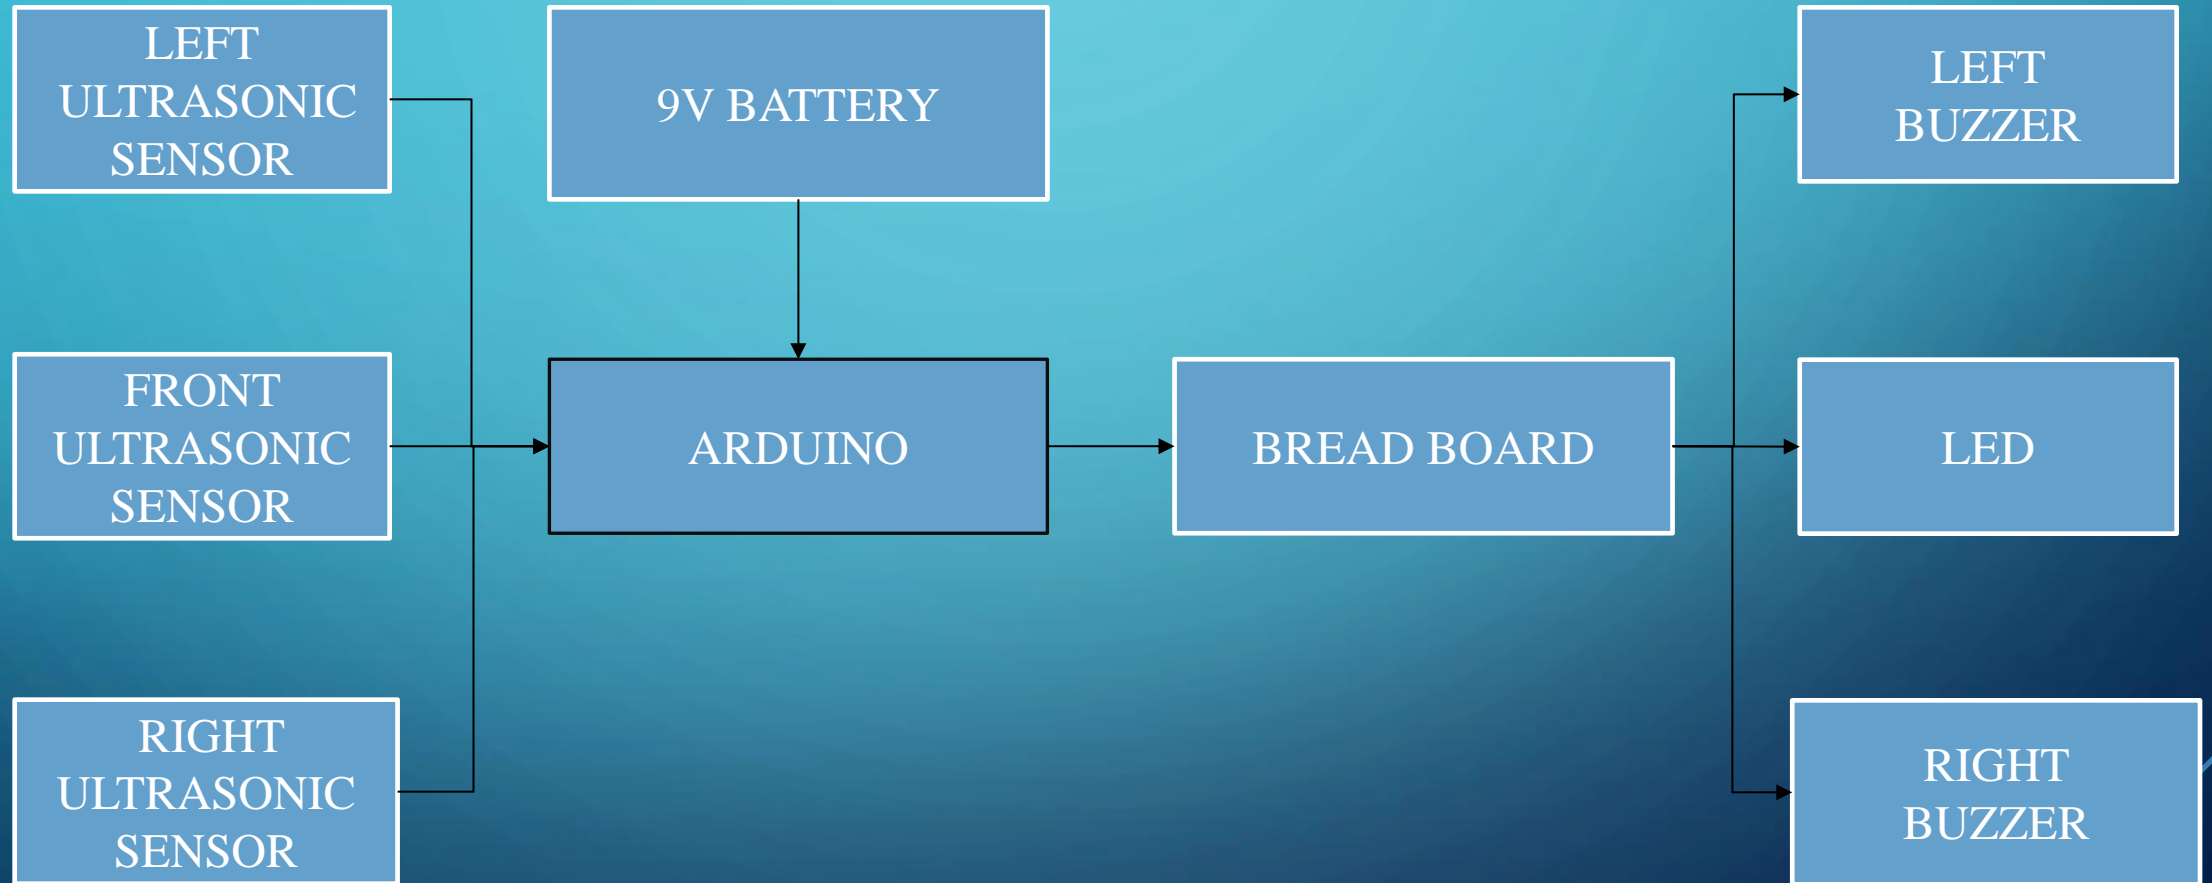 LEFT
ULTRASONIC
SENSOR
9V BATTERY
LEFT
BUZZER
FRONT
ULTRASONIC
SENSOR
ARDUINO
BREAD BOARD
LED
RIGHT
ULTRASONIC
SENSOR
RIGHT
BUZZER